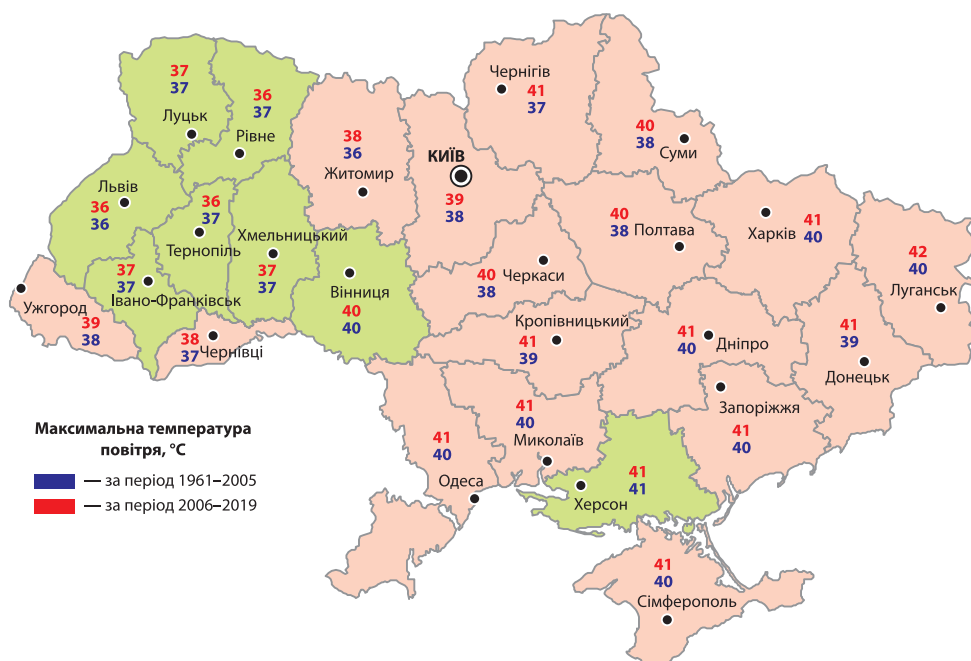 Чернігів
41
37
37
37
Луцьк
36
37
Рівне
40
38
Суми
38
36
Житомир
КИЇВ
39
38
Львів
36
36
36
37
Тернопіль
Хмельницький
37
37
40
38
Полтава
Харків
41
40
42
40
Луганськ
37
37
Івано-Франківськ
Вінниця
40
40
40
38
Черкаси
Ужгород
39
38
38
37
Чернівці
Кропівницький
41
39
41
40
Дніпро
41
39
Донецьк
Запоріжжя
41
40
41
40
Миколаїв
41
40
Одеса
41
41
Херсон
41
40
Сімферополь
Максимальна температура
повітря, °С
— за період 1961–2005
— за період 2006–2019